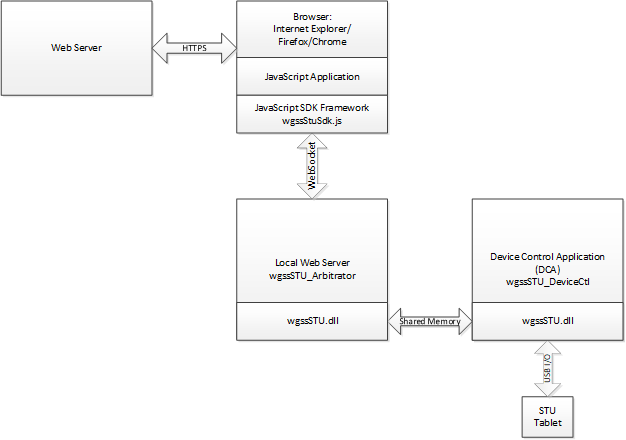 Web Server
HTTPS
Browser:
Internet Explorer/
Firefox/Chrome
JavaScript Application
JavaScript SDK Framework
wgssStuSdk.js
WebSocket
Local Web Server
wgssSTU_Arbitrator
wgssSTU.dll
Shared Memory
Device Control Application
(DCA)
wgssSTU_DeviceCtl
wgssSTU.dll
USB I/O
STU
Tablet